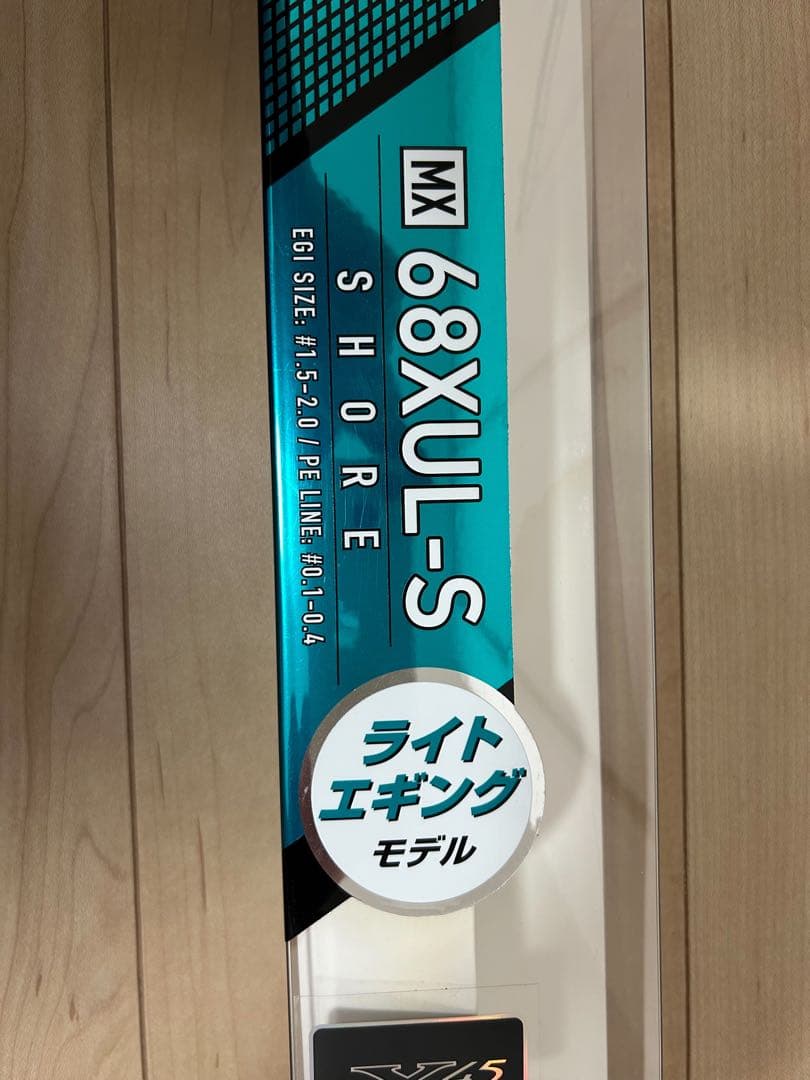 MX 68XUL-S
SHORE
EGI SIZE: #1.5-2.0 / PE LINE: #0.1-0.4
ライト
エギング
モデル
X45